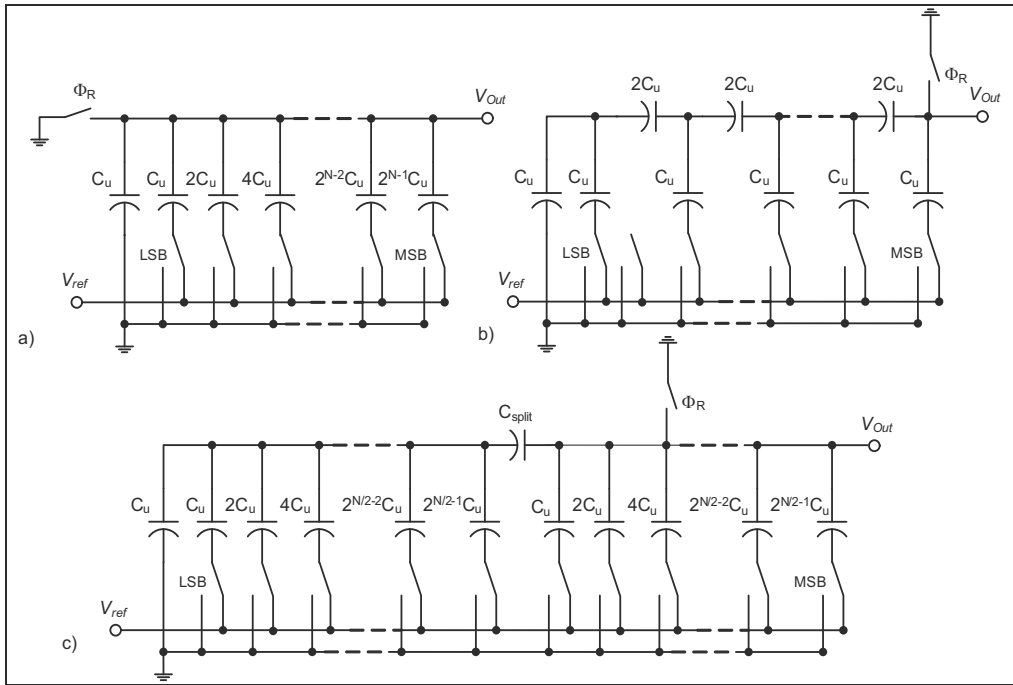 Φ_R
V_Out
C_u C_u 2C_u 4C_u 2^{N-2}C_u 2^{N-1}C_u
LSB MSB
V_ref
a)
Φ_R
2C_u 2C_u 2C_u
V_Out
C_u C_u C_u C_u C_u C_u
LSB MSB
V_ref
b)
Φ_R
C_split
V_Out
C_u C_u 2C_u 4C_u 2^{N/2-2}C_u 2^{N/2-1}C_u C_u 2C_u 4C_u 2^{N/2-2}C_u 2^{N/2-1}C_u
LSB MSB
V_ref
c)